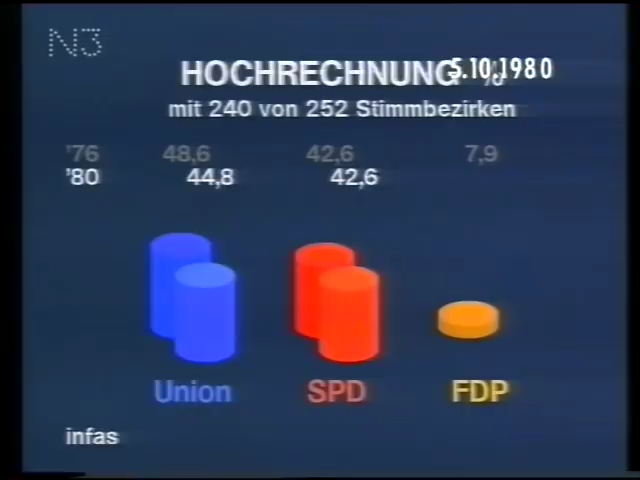 N3
HOCHRECHNUNG %
5.10.1980
mit 240 von 252 Stimmbezirken
'76 48,6 42,6 7,9
'80 44,8 42,6
Union SPD FDP
infas